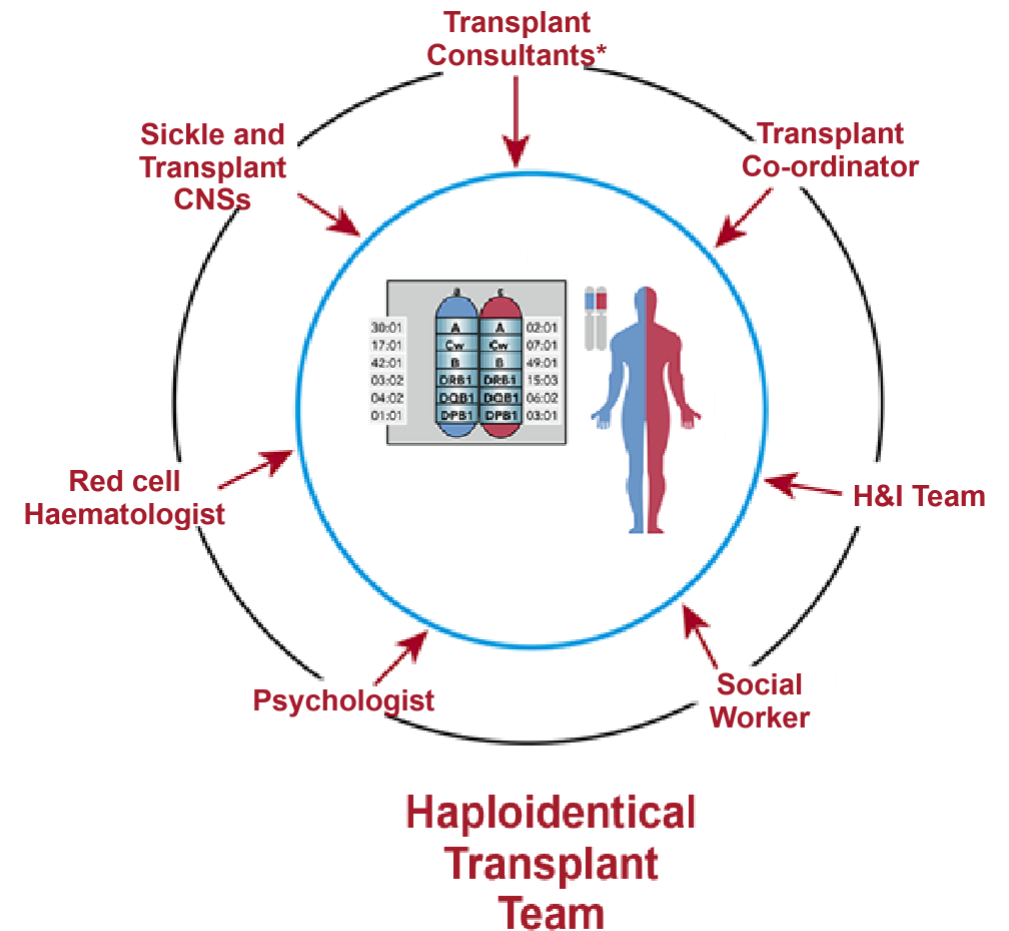 Transplant
Consultants*
Sickle and
Transplant
CNSs
Transplant
Co-ordinator
30:01 A A 02:01
17:01 Cw Cw 07:01
42:01 B B 49:01
03:02 DRB1 DRB1 15:03
04:02 DQB1 DQB1 06:02
01:01 DPB1 DPB1 03:01
Red cell
Haematologist
H&I Team
Psychologist
Social
Worker
Haploidentical
Transplant
Team